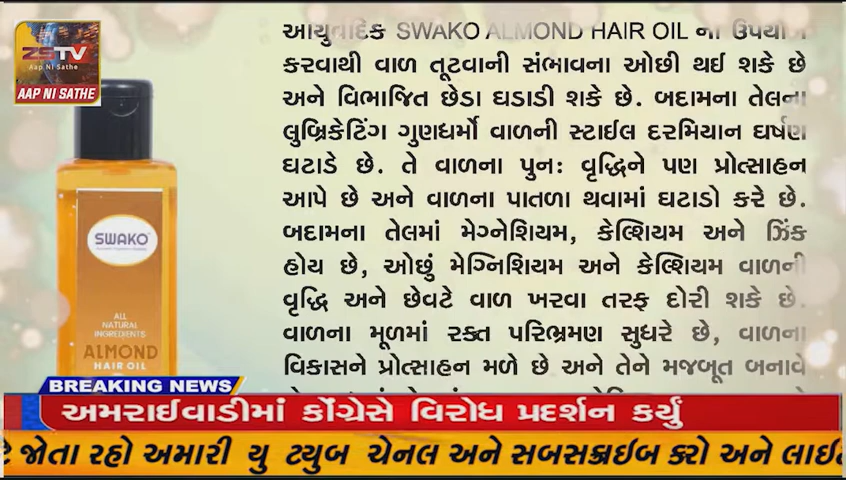 ZSTV
Aap Ni Sathe
AAP NI SATHE
આયુર્વેદિક SWAKO ALMOND HAIR OIL ના ઉપયોગ
કરવાથી વાળ તૂટવાની સંભાવના ઓછી થઈ શકે છે
અને વિભાજિત છેડા ઘડાડી શકે છે. બદામના તેલના
લુબ્રિકેટિંગ ગુણધર્મો વાળની સ્ટાઈલ દરમિયાન ઘર્ષણ
ઘટાડે છે. તે વાળના પુનઃ વૃદ્ધિને પણ પ્રોત્સાહન
આપે છે અને વાળના પાતળા થવામાં ઘટાડો કરે છે.
બદામના તેલમાં મેગ્નેશિયમ, કેલ્શિયમ અને ઝિંક
હોય છે, ઓછું મેગ્નિશિયમ અને કેલ્શિયમ વાળની
વૃદ્ધિ અને છેવટે વાળ ખરવા તરફ દોરી શકે છે.
વાળના મૂળમાં રક્ત પરિભ્રમણ સુધરે છે, વાળના
વિકાસને પ્રોત્સાહન મળે છે અને તેને મજબૂત બનાવે
SWAKO
ALL
NATURAL
INGREDIENTS
ALMOND
HAIR OIL
BREAKING NEWS
અમરાઈવાડીમાં કોંગ્રેસે વિરોધ પ્રદર્શન કર્યું
જોતા રહો અમારી યુ ટ્યુબ ચેનલ અને સબસક્રાઇબ કરો અને લાઈ